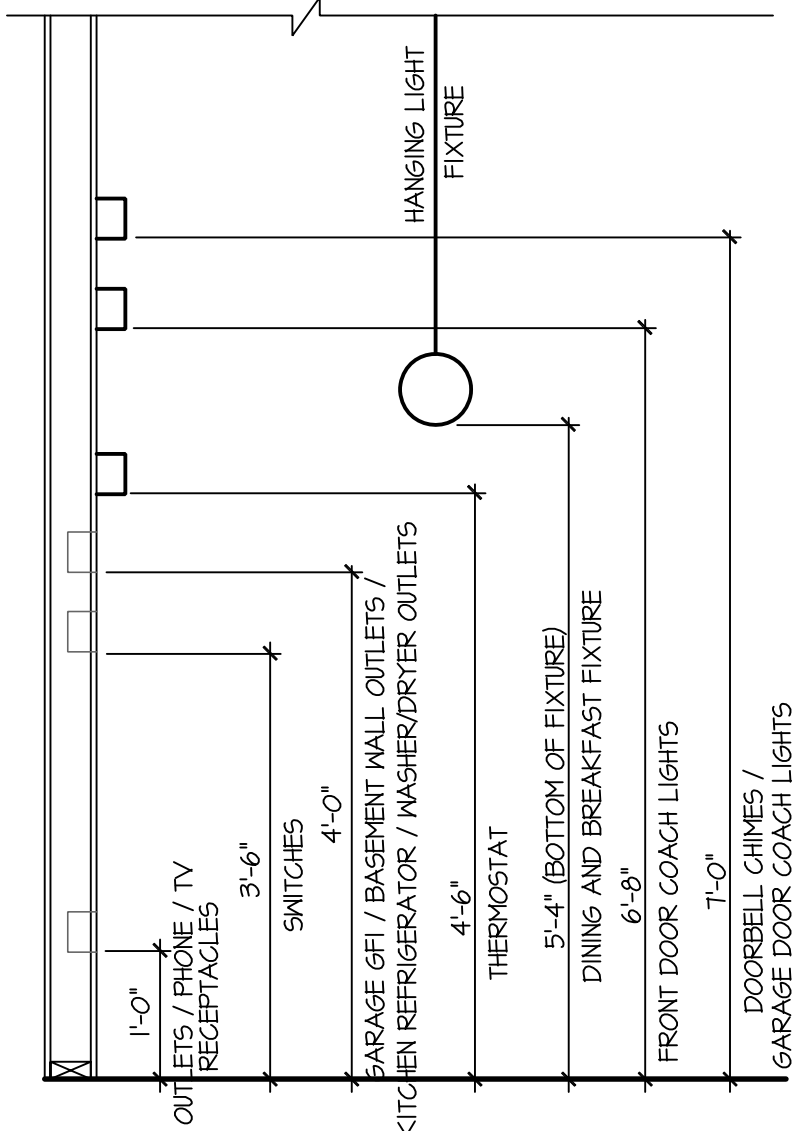 HANGING LIGHT
FIXTURE
1'-0"
OUTLETS / PHONE / TV
RECEPTACLES
3'-6"
SWITCHES
4'-0"
GARAGE GFI / BASEMENT WALL OUTLETS /
KITCHEN REFRIGERATOR / WASHER/DRYER OUTLETS
4'-6"
THERMOSTAT
5'-4" (BOTTOM OF FIXTURE)
DINING AND BREAKFAST FIXTURE
6'-8"
FRONT DOOR COACH LIGHTS
7'-0"
DOORBELL CHIMES /
GARAGE DOOR COACH LIGHTS